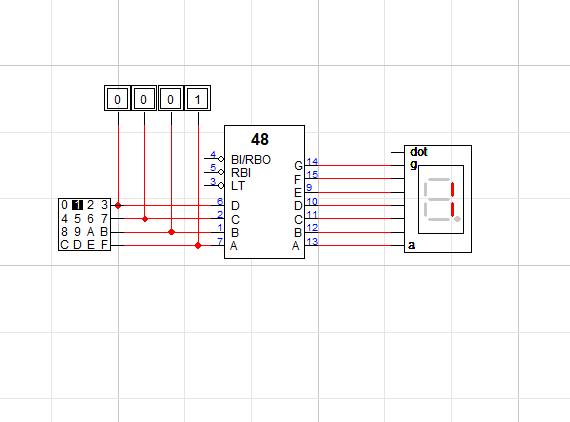 0 0 0 1
48
dot
g
4 BI/RBO
5 RBI
3 LT
G 14
F 15
E 9
6 D
D 10
2 C
C 11
1 B
B 12
7 A
A 13
a
0 1 2 3
4 5 6 7
8 9 A B
C D E F
1